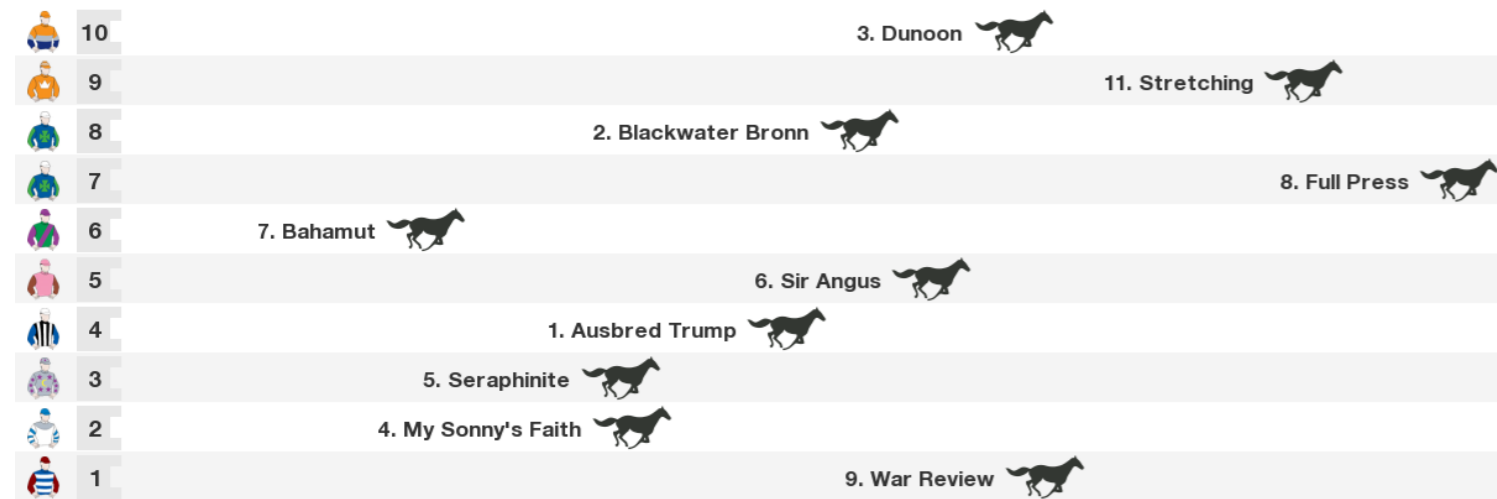 10 3. Dunoon
9 11. Stretching
8 2. Blackwater Bronn
7 8. Full Press
6 7. Bahamut
5 6. Sir Angus
4 1. Ausbred Trump
3 5. Seraphinite
2 4. My Sonny's Faith
1 9. War Review